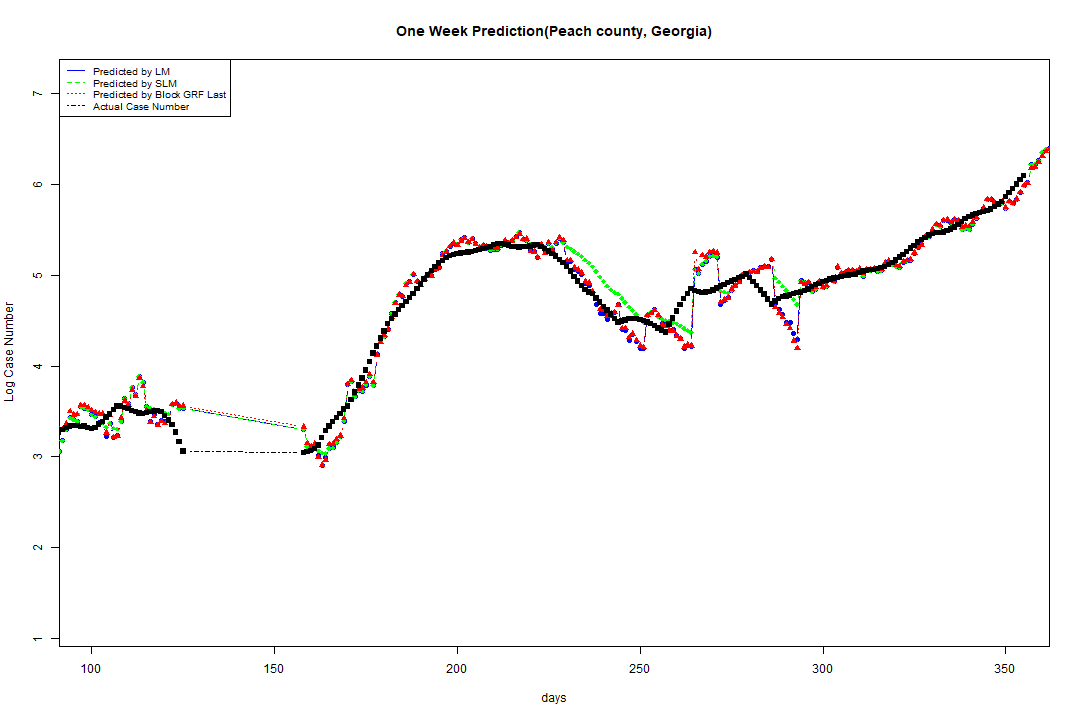 One Week Prediction(Peach county, Georgia)
Predicted by LM
Predicted by SLM
Predicted by Block GRF Last
Actual Case Number
7
6
5
4
3
2
1
Log Case Number
100 150 200 250 300 350
days